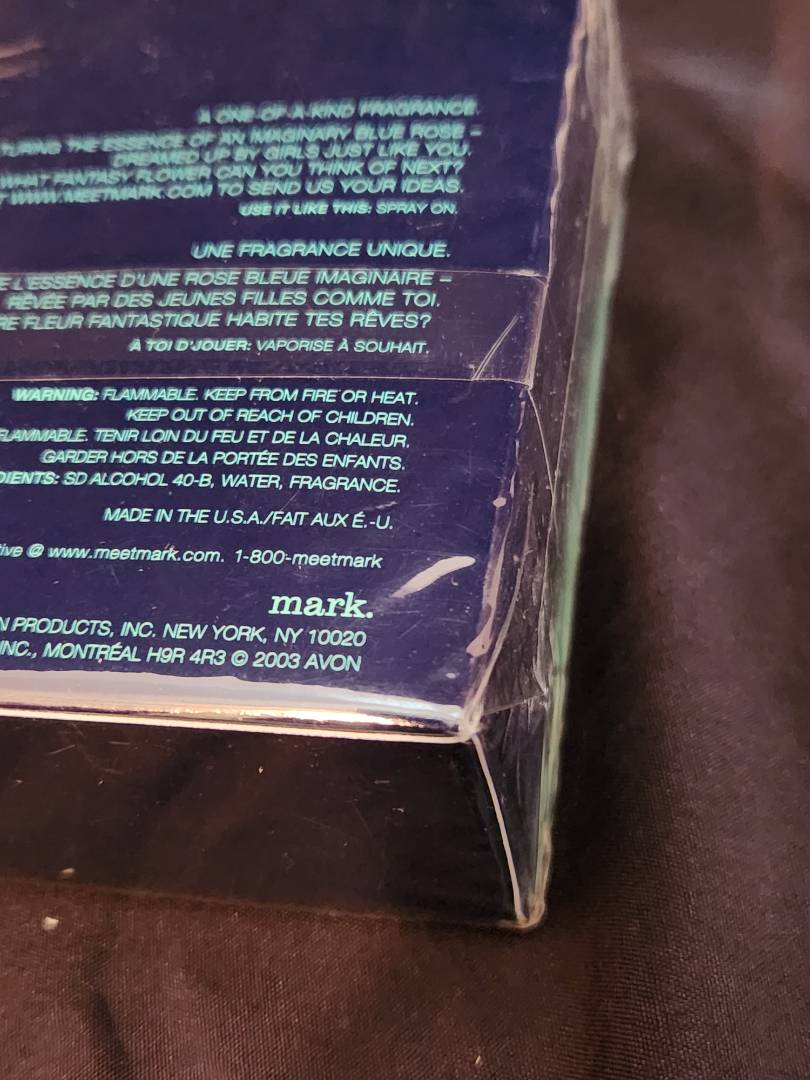 A ONE-OF-A-KIND FRAGRANCE.
TURING THE ESSENCE OF AN IMAGINARY BLUE ROSE –
DREAMED UP BY GIRLS JUST LIKE YOU.
WHAT FANTASY FLOWER CAN YOU THINK OF NEXT?
WWW.MEETMARK.COM TO SEND US YOUR IDEAS.
USE IT LIKE THIS: SPRAY ON.
UNE FRAGRANCE UNIQUE.
L'ESSENCE D'UNE ROSE BLEUE IMAGINAIRE –
RÊVÉE PAR DES JEUNES FILLES COMME TOI.
RE FLEUR FANTASTIQUE HABITE TES RÊVES?
À TOI D'JOUER: VAPORISE À SOUHAIT.
WARNING: FLAMMABLE. KEEP FROM FIRE OR HEAT.
KEEP OUT OF REACH OF CHILDREN.
FLAMMABLE. TENIR LOIN DU FEU ET DE LA CHALEUR,
GARDER HORS DE LA PORTÉE DES ENFANTS.
DIENTS: SD ALCOHOL 40-B, WATER, FRAGRANCE.
MADE IN THE U.S.A./FAIT AUX É.-U.
tive @ www.meetmark.com. 1-800-meetmark
mark.
N PRODUCTS, INC. NEW YORK, NY 10020
INC., MONTRÉAL H9R 4R3 © 2003 AVON